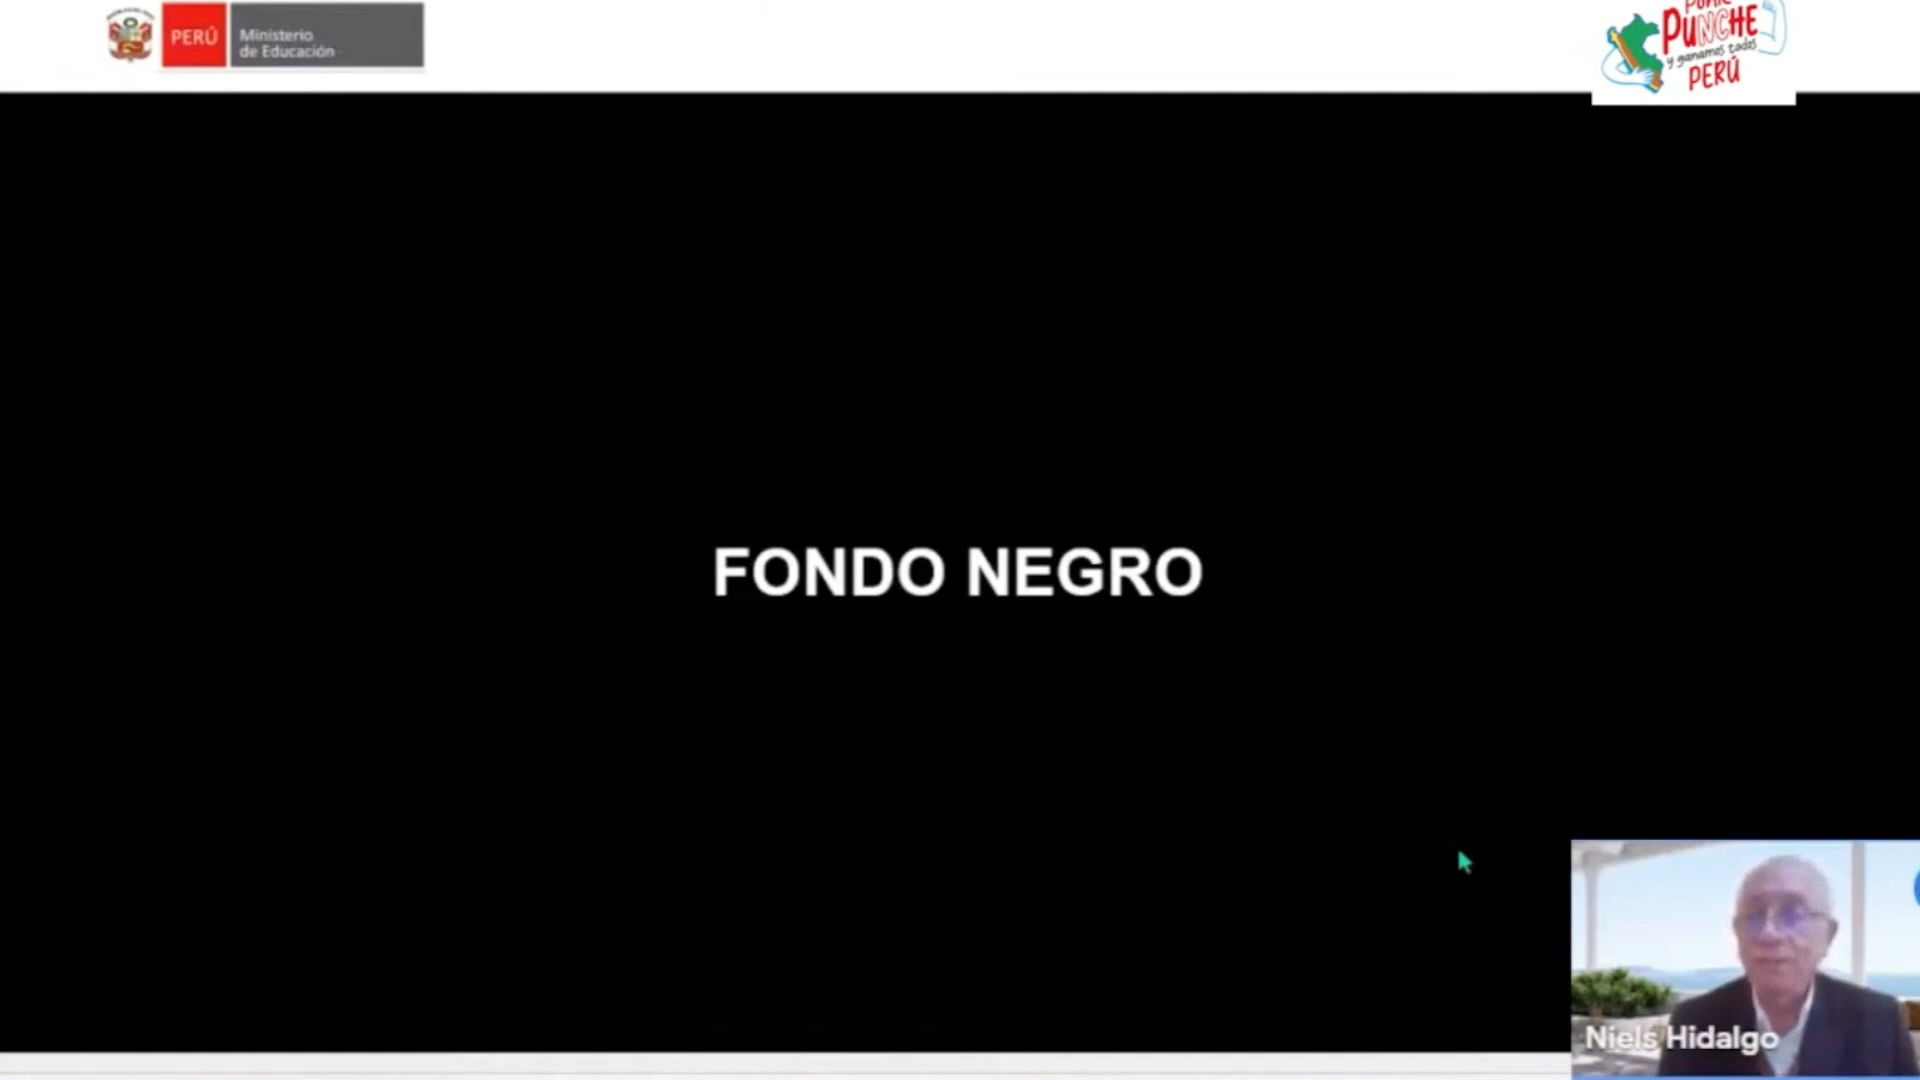 PERÚ
Ministerio
de Educación
PUNCHE
y ganamos todos
PERÚ
FONDO NEGRO
Niels Hidalgo